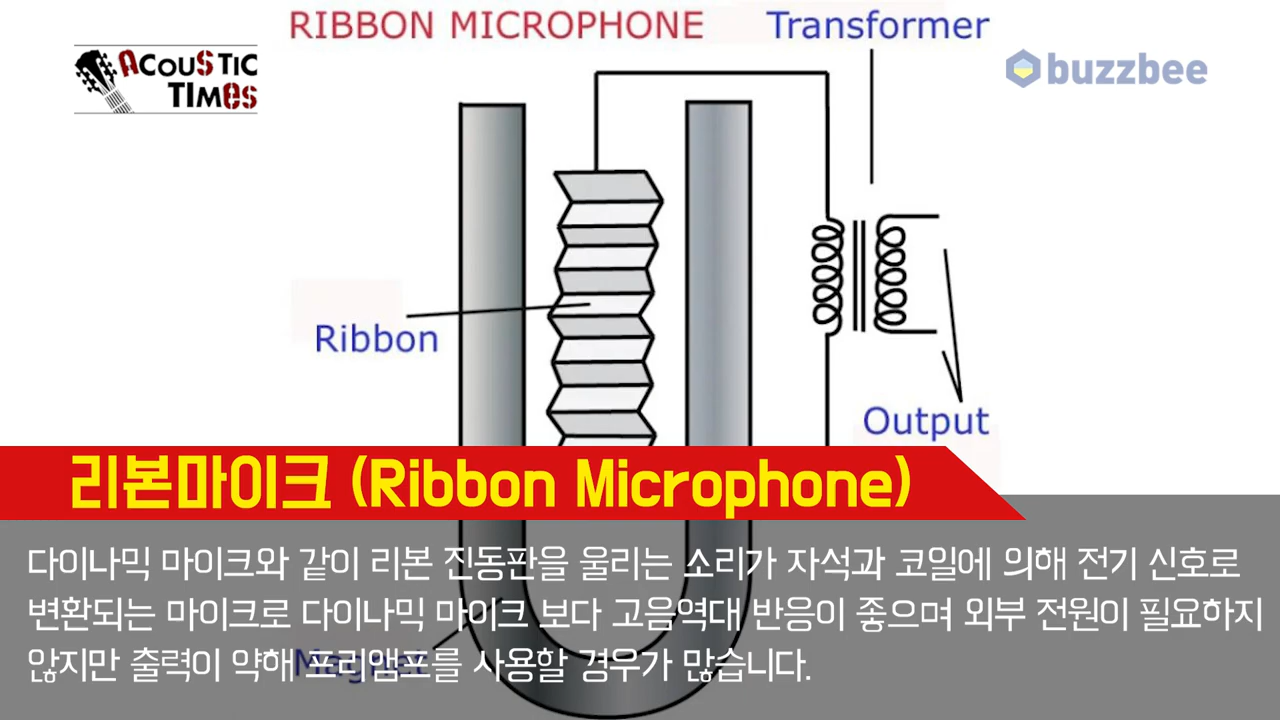 RIBBON MICROPHONE
Transformer
ACOUSTIC
TIMES
buzzbee
Ribbon
Output
리본마이크 (Ribbon Microphone)
다이나믹 마이크와 같이 리본 진동판을 울리는 소리가 자석과 코일에 의해 전기 신호로
변환되는 마이크로 다이나믹 마이크 보다 고음역대 반응이 좋으며 외부 전원이 필요하지
않지만 출력이 약해 프리앰프를 사용할 경우가 많습니다.
Magnet